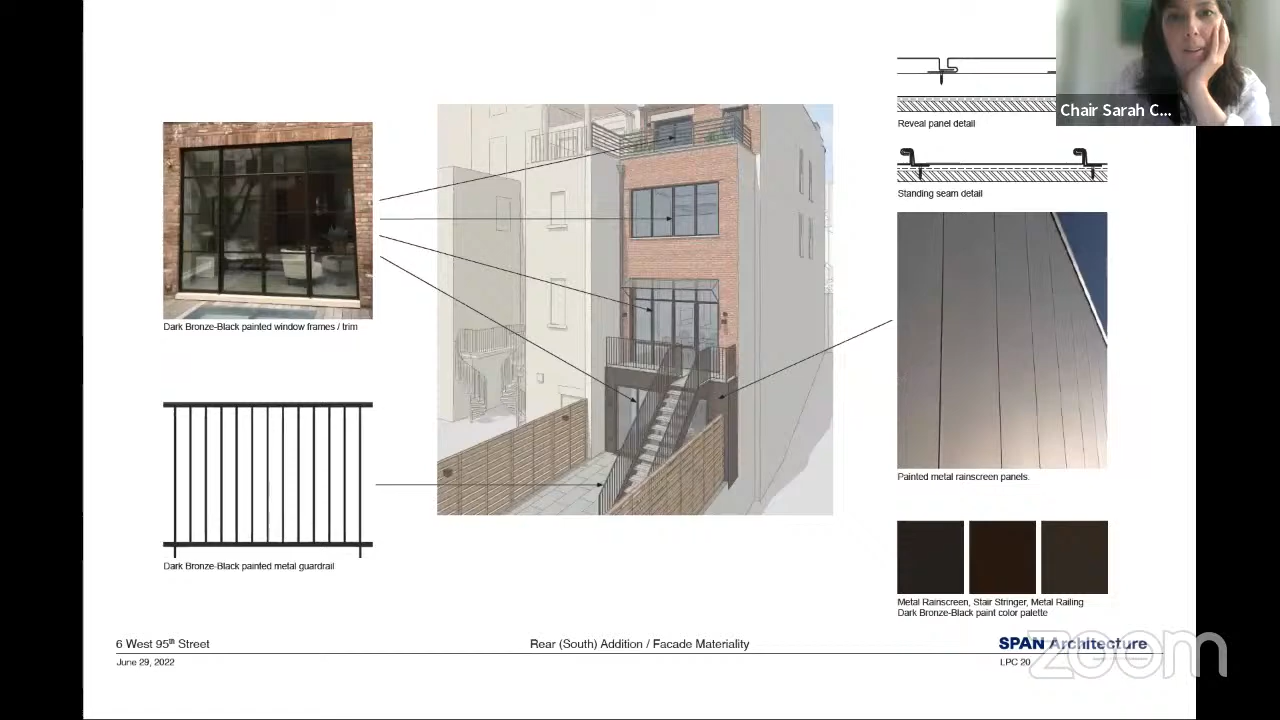 Chair Sarah C...
Reveal panel detail
Standing seam detail
Dark Bronze-Black painted window frames / trim
Painted metal rainscreen panels.
Dark Bronze-Black painted metal guardrail
Metal Rainscreen, Stair Stringer, Metal Railing
Dark Bronze-Black paint color palette
6 West 95th Street
Rear (South) Addition / Facade Materiality
SPAN Architecture
June 29, 2022
LPC 20
zoom